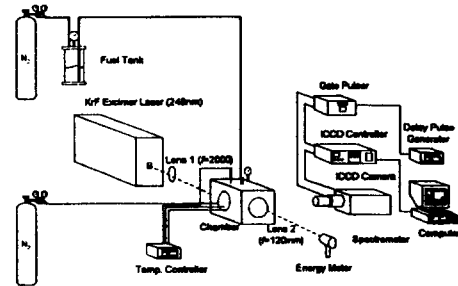 N2
Fuel Tank
KrF Excimer Laser (248nm)
Lens 1 (f=2000)
Gate Pulser
ICCD Controller
Delay Pulse
Generator
ICCD Camera
Chamber
Lens 2
(f=120mm)
Spectrometer
Computer
N2
Temp. Controller
Energy Meter